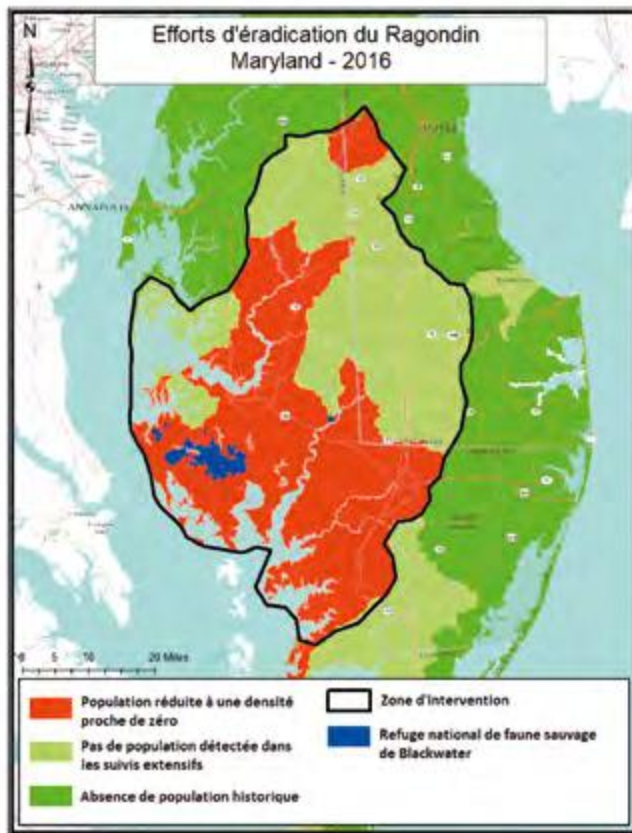 Efforts d'éradication du Ragondin
Maryland - 2016
N
0 5 10 20 Miles
Population réduite à une densité
proche de zéro
Pas de population détectée dans
les suivis extensifs
Absence de population historique
Zone d'intervention
Refuge national de faune sauvage
de Blackwater